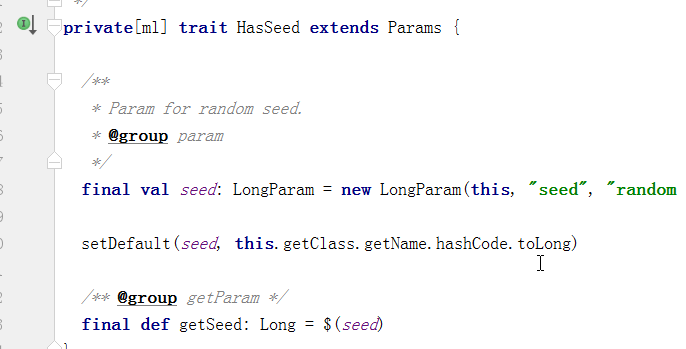 */
private[ml] trait HasSeed extends Params {
/**
* Param for random seed.
* @group param
*/
final val seed: LongParam = new LongParam(this, "seed", "random
setDefault(seed, this.getClass.getName.hashCode.toLong)
/** @group getParam */
final def getSeed: Long = $(seed)
}